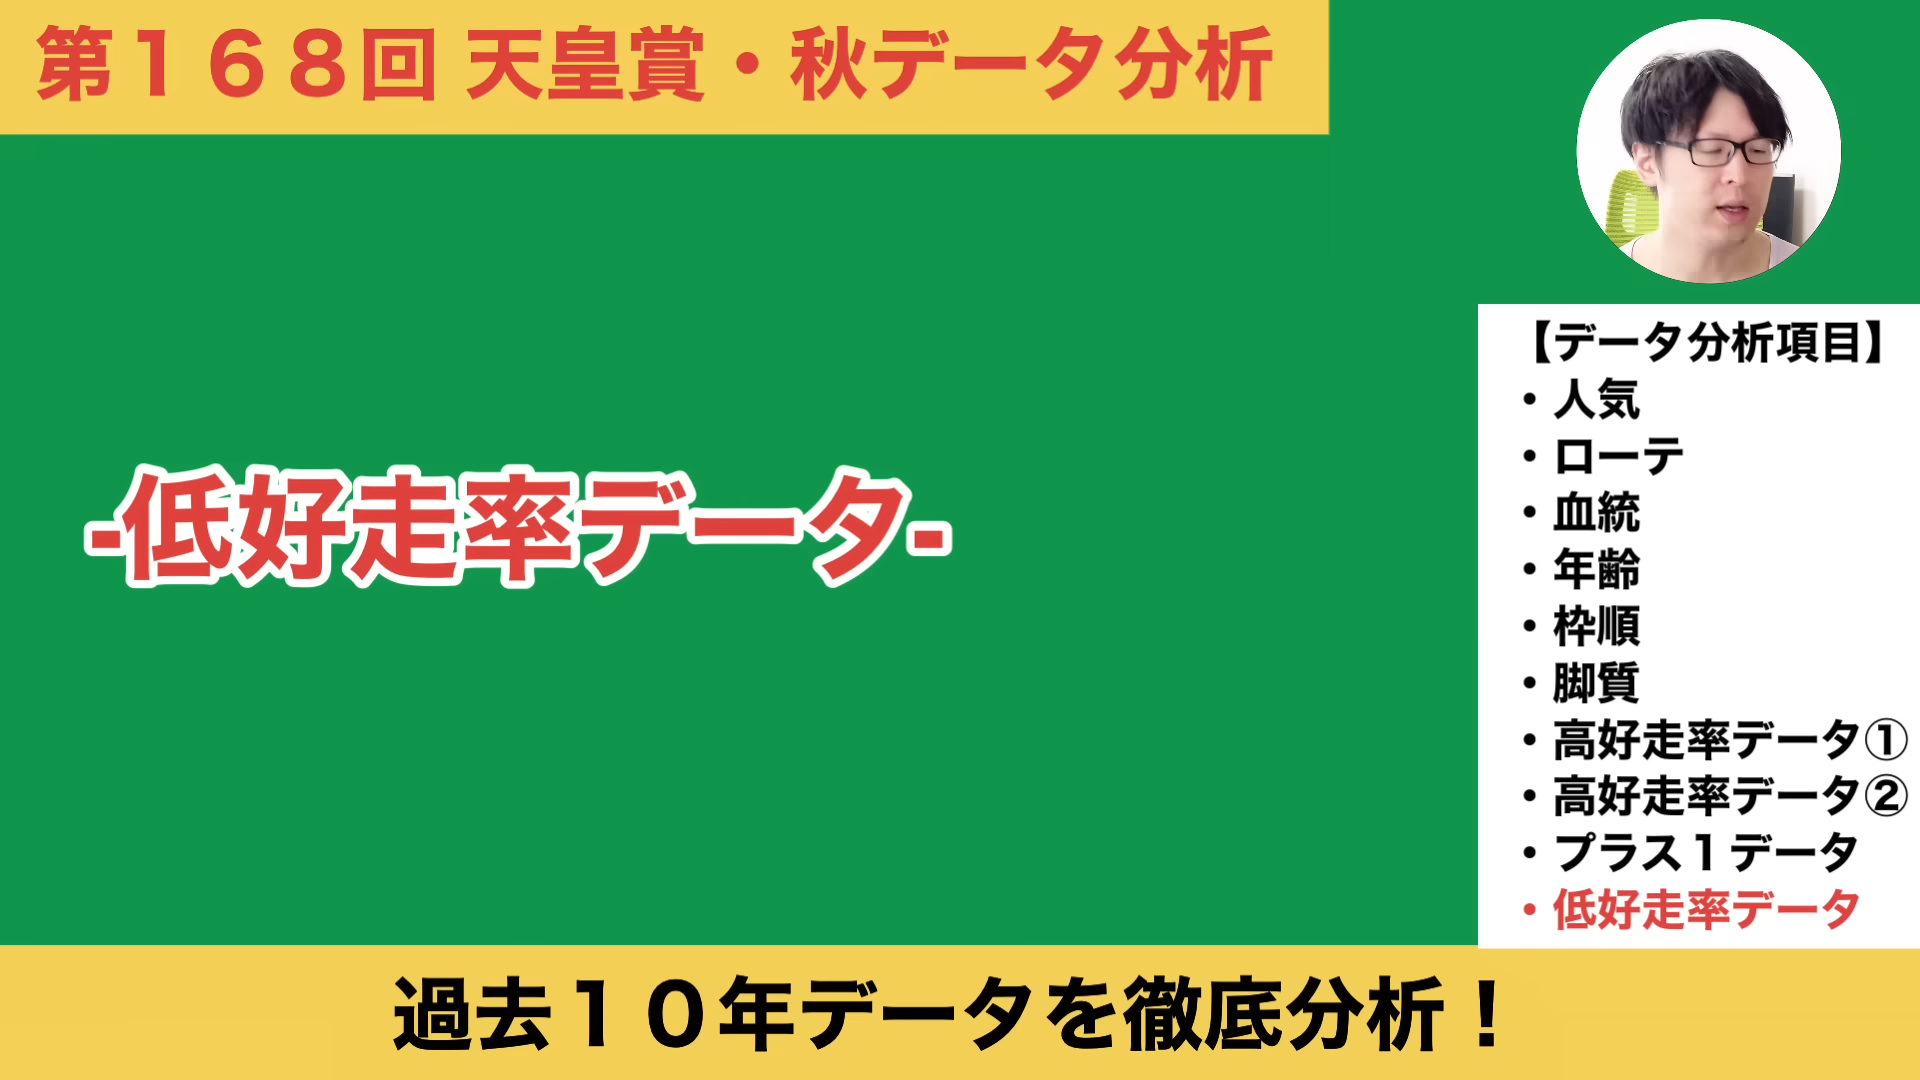 第１６８回 天皇賞・秋データ分析
-低好走率データ-
【データ分析項目】
・人気
・ローテ
・血統
・年齢
・枠順
・脚質
・高好走率データ①
・高好走率データ②
・プラス１データ
・低好走率データ
過去１０年データを徹底分析！